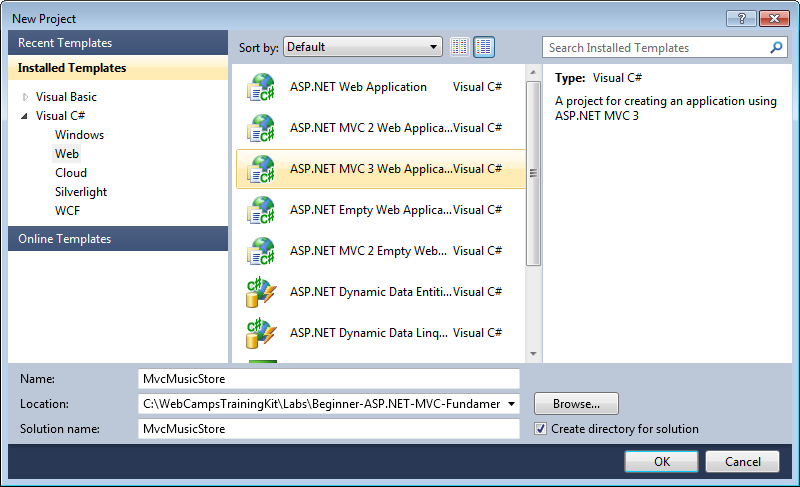 New Project
Recent Templates
Installed Templates
Visual Basic
Visual C#
Windows
Web
Cloud
Silverlight
WCF
Online Templates
Sort by: Default
ASP.NET Web Application Visual C#
ASP.NET MVC 2 Web Applica... Visual C#
ASP.NET MVC 3 Web Applica... Visual C#
ASP.NET Empty Web Applica... Visual C#
ASP.NET MVC 2 Empty Web... Visual C#
ASP.NET Dynamic Data Entiti... Visual C#
ASP.NET Dynamic Data Linq... Visual C#
Search Installed Templates
Type: Visual C#
A project for creating an application using
ASP.NET MVC 3
Name: MvcMusicStore
Location: C:\WebCampsTrainingKit\Labs\Beginner-ASP.NET-MVC-Fundamer
Browse...
Solution name: MvcMusicStore
Create directory for solution
OK Cancel